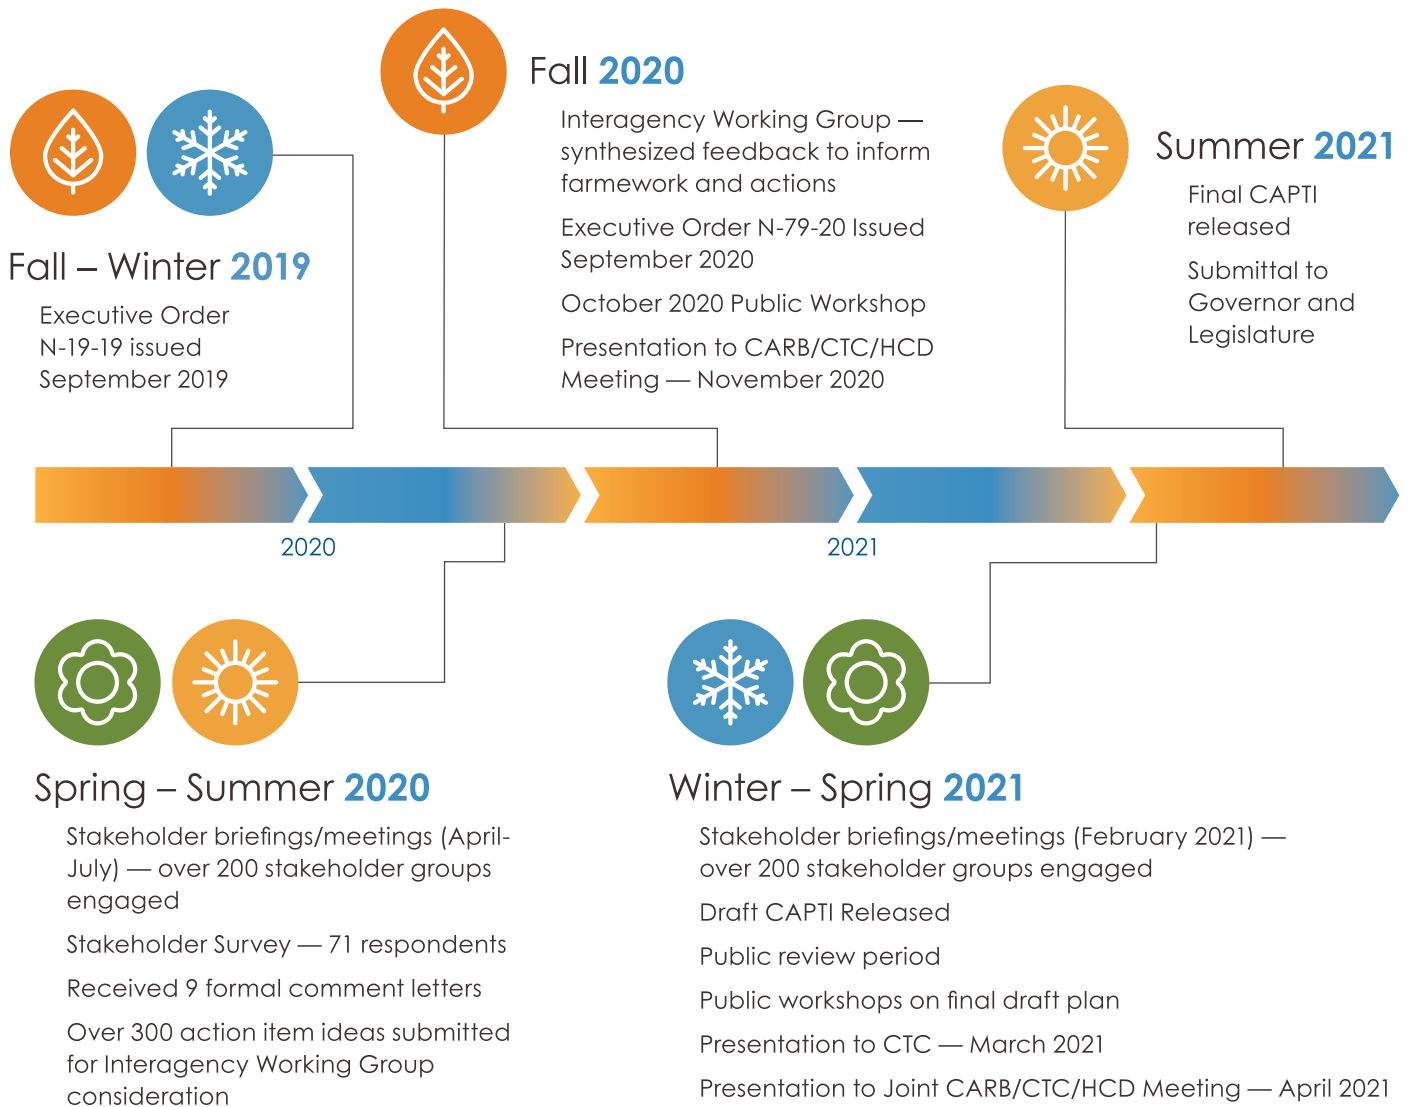 Fall – Winter 2019
Executive Order
N-19-19 issued
September 2019
Fall 2020
Interagency Working Group —
synthesized feedback to inform
farmework and actions
Executive Order N-79-20 Issued
September 2020
October 2020 Public Workshop
Presentation to CARB/CTC/HCD
Meeting — November 2020
Summer 2021
Final CAPTI
released
Submittal to
Governor and
Legislature
2020
2021
Spring – Summer 2020
Stakeholder briefings/meetings (April-
July) — over 200 stakeholder groups
engaged
Stakeholder Survey — 71 respondents
Received 9 formal comment letters
Over 300 action item ideas submitted
for Interagency Working Group
consideration
Winter – Spring 2021
Stakeholder briefings/meetings (February 2021) —
over 200 stakeholder groups engaged
Draft CAPTI Released
Public review period
Public workshops on final draft plan
Presentation to CTC — March 2021
Presentation to Joint CARB/CTC/HCD Meeting — April 2021